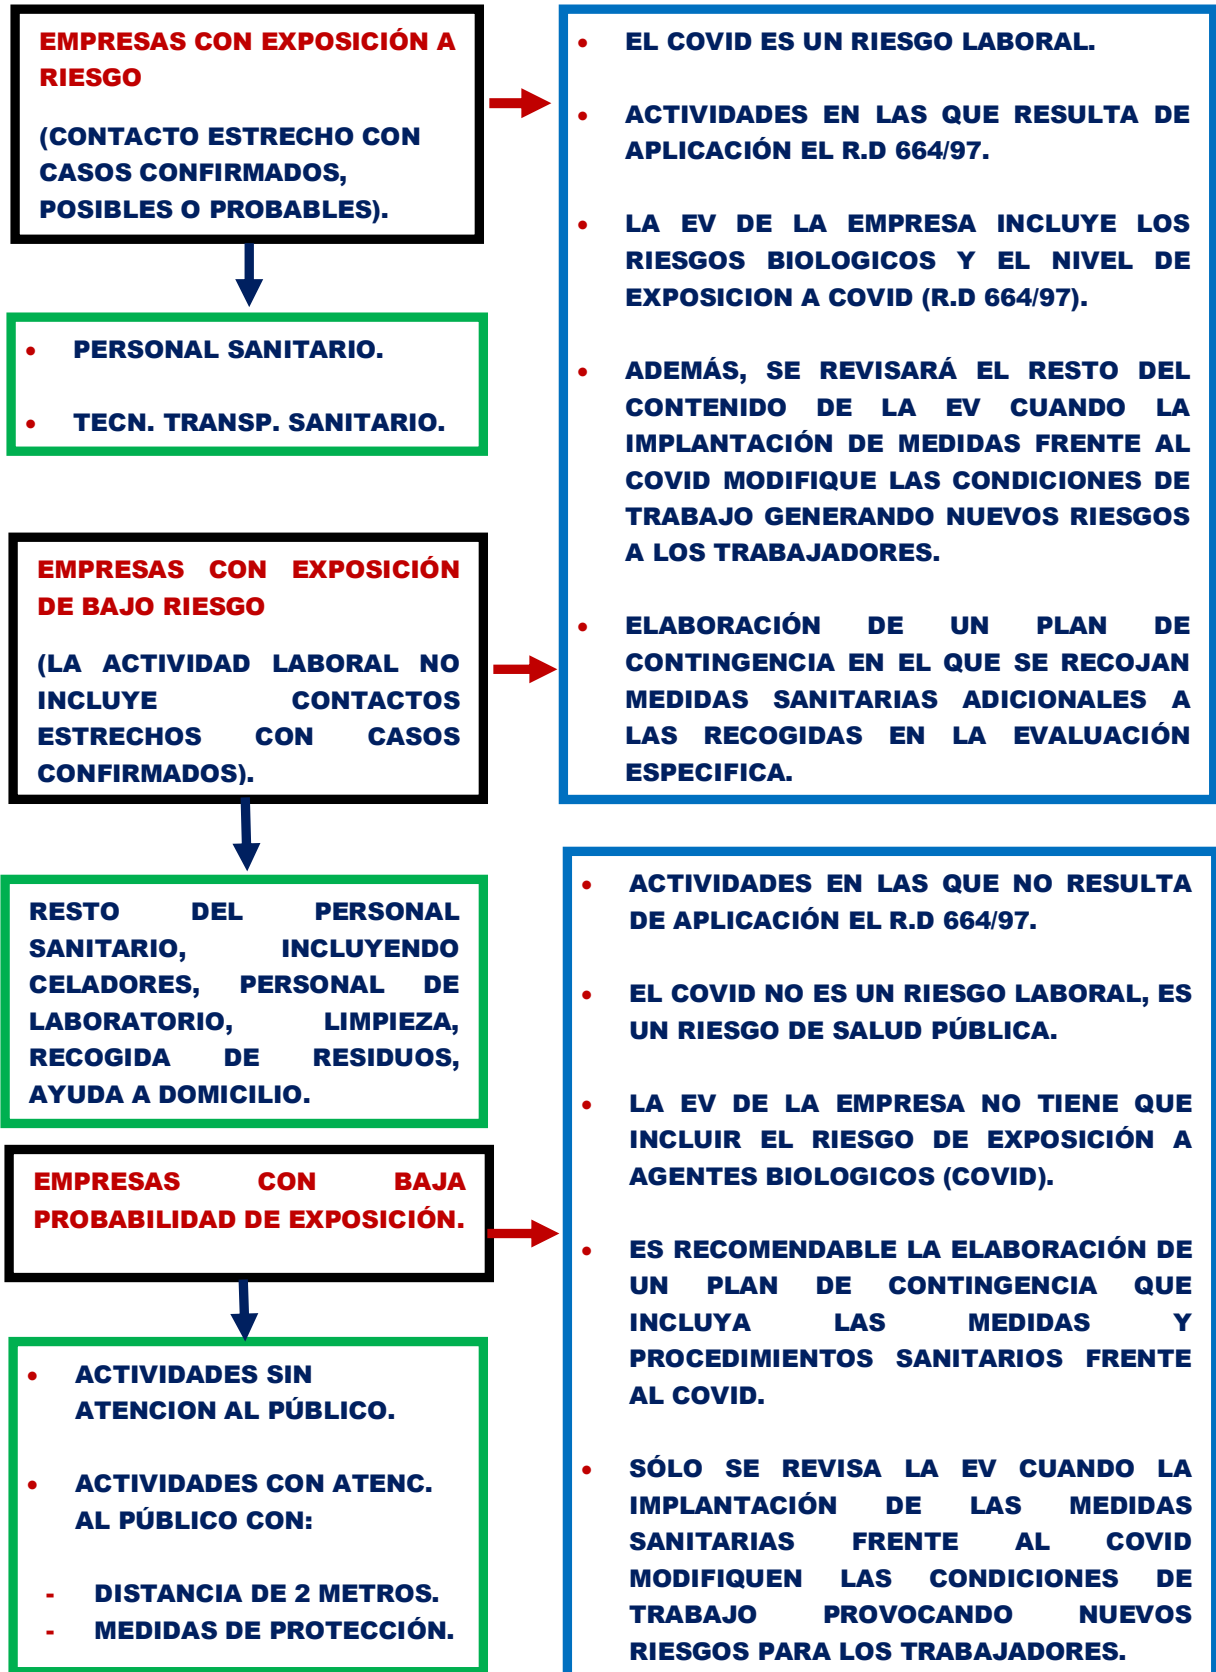 EMPRESAS CON EXPOSICIÓN A
RIESGO
(CONTACTO ESTRECHO CON
CASOS CONFIRMADOS,
POSIBLES O PROBABLES).
• PERSONAL SANITARIO.
• TECN. TRANSP. SANITARIO.
• EL COVID ES UN RIESGO LABORAL.
• ACTIVIDADES EN LAS QUE RESULTA DE
APLICACIÓN EL R.D 664/97.
• LA EV DE LA EMPRESA INCLUYE LOS
RIESGOS BIOLOGICOS Y EL NIVEL DE
EXPOSICION A COVID (R.D 664/97).
• ADEMÁS, SE REVISARÁ EL RESTO DEL
CONTENIDO DE LA EV CUANDO LA
IMPLANTACIÓN DE MEDIDAS FRENTE AL
COVID MODIFIQUE LAS CONDICIONES DE
TRABAJO GENERANDO NUEVOS RIESGOS
A LOS TRABAJADORES.
• ELABORACIÓN DE UN PLAN DE
CONTINGENCIA EN EL QUE SE RECOJAN
MEDIDAS SANITARIAS ADICIONALES A
LAS RECOGIDAS EN LA EVALUACIÓN
ESPECIFICA.
EMPRESAS CON EXPOSICIÓN
DE BAJO RIESGO
(LA ACTIVIDAD LABORAL NO
INCLUYE CONTACTOS
ESTRECHOS CON CASOS
CONFIRMADOS).
RESTO DEL PERSONAL
SANITARIO, INCLUYENDO
CELADORES, PERSONAL DE
LABORATORIO, LIMPIEZA,
RECOGIDA DE RESIDUOS,
AYUDA A DOMICILIO.
EMPRESAS CON BAJA
PROBABILIDAD DE EXPOSICIÓN.
• ACTIVIDADES SIN
ATENCION AL PÚBLICO.
• ACTIVIDADES CON ATENC.
AL PÚBLICO CON:
- DISTANCIA DE 2 METROS.
- MEDIDAS DE PROTECCIÓN.
• ACTIVIDADES EN LAS QUE NO RESULTA
DE APLICACIÓN EL R.D 664/97.
• EL COVID NO ES UN RIESGO LABORAL, ES
UN RIESGO DE SALUD PÚBLICA.
• LA EV DE LA EMPRESA NO TIENE QUE
INCLUIR EL RIESGO DE EXPOSICIÓN A
AGENTES BIOLOGICOS (COVID).
• ES RECOMENDABLE LA ELABORACIÓN DE
UN PLAN DE CONTINGENCIA QUE
INCLUYA LAS MEDIDAS Y
PROCEDIMIENTOS SANITARIOS FRENTE
AL COVID.
• SÓLO SE REVISA LA EV CUANDO LA
IMPLANTACIÓN DE LAS MEDIDAS
SANITARIAS FRENTE AL COVID
MODIFIQUEN LAS CONDICIONES DE
TRABAJO PROVOCANDO NUEVOS
RIESGOS PARA LOS TRABAJADORES.